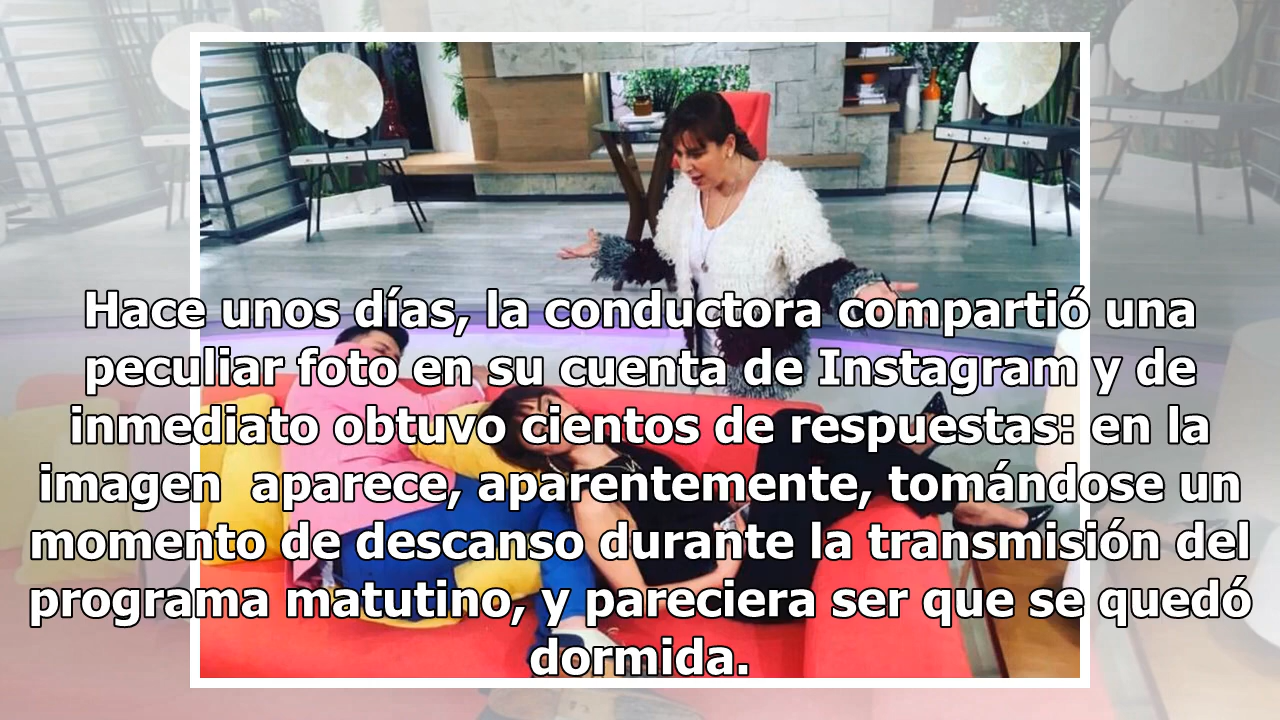 Hace unos días, la conductora compartió una
peculiar foto en su cuenta de Instagram y de
inmediato obtuvo cientos de respuestas: en la
imagen  aparece, aparentemente, tomándose un
momento de descanso durante la transmisión del
programa matutino, y pareciera ser que se quedó
dormida.